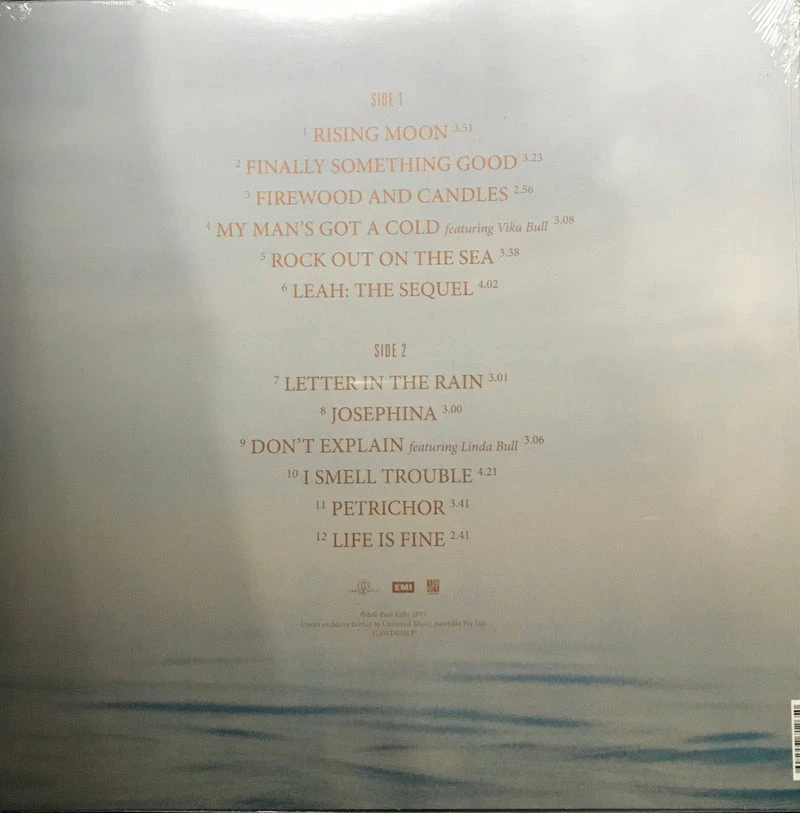 SIDE 1
1 RISING MOON 3.51
2 FINALLY SOMETHING GOOD 3.23
3 FIREWOOD AND CANDLES 2.56
4 MY MAN'S GOT A COLD featuring Vika Bull 3.08
5 ROCK OUT ON THE SEA 3.38
6 LEAH: THE SEQUEL 4.02
SIDE 2
7 LETTER IN THE RAIN 3.01
8 JOSEPHINA 3.00
9 DON'T EXPLAIN featuring Linda Bull 3.06
10 I SMELL TROUBLE 4.21
11 PETRICHOR 3.41
12 LIFE IS FINE 2.41
EMI
℗ & © Paul Kelly 2017
Under exclusive licence to Universal Music Australia Pty Ltd.